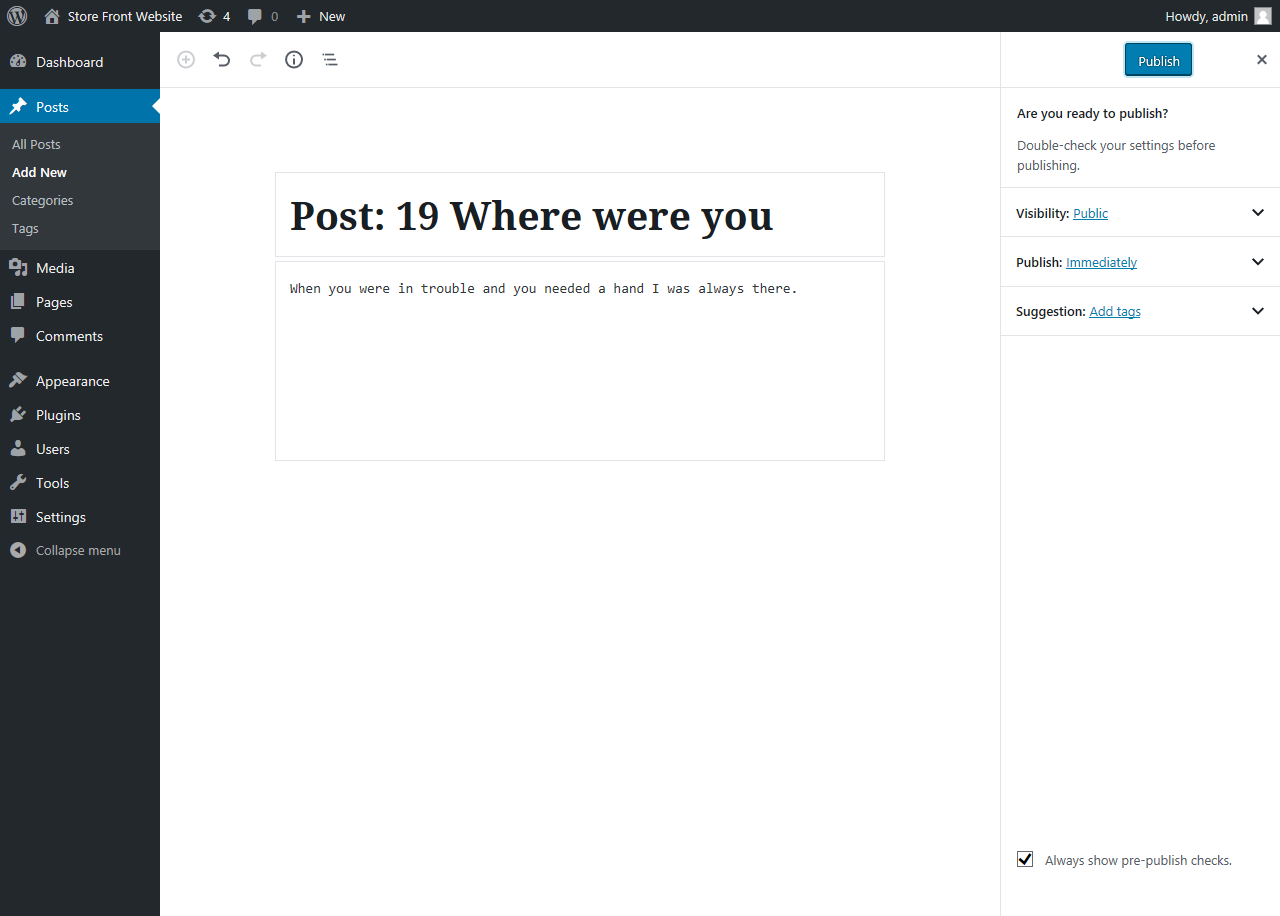 Store Front Website 4 0 New Howdy, admin
Dashboard
Posts
All Posts
Add New
Categories
Tags
Media
Pages
Comments
Appearance
Plugins
Users
Tools
Settings
Collapse menu
Post: 19 Where were you
When you were in trouble and you needed a hand I was always there.
Publish
Are you ready to publish?
Double-check your settings before
publishing.
Visibility: Public
Publish: Immediately
Suggestion: Add tags
Always show pre-publish checks.